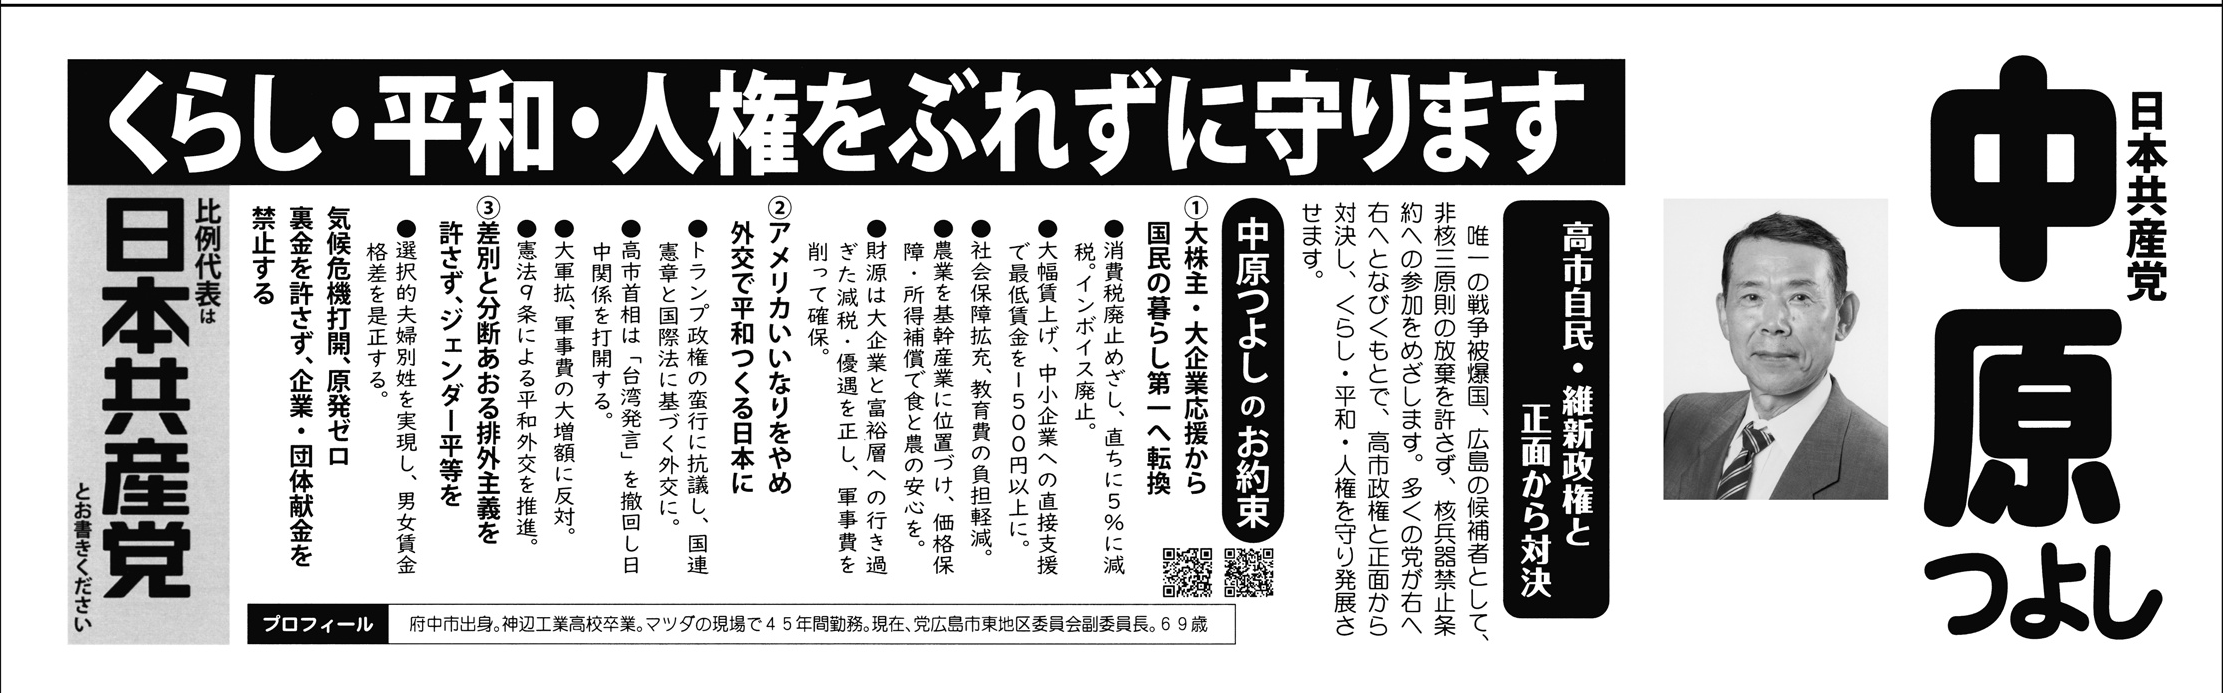 日本共産党
中原つよし
くらし・平和・人権をぶれずに守ります
高市自民・維新政権と
正面から対決
唯一の戦争被爆国、広島の候補者として、
非核三原則の放棄を許さず、核兵器禁止条
約への参加をめざします。多くの党が右へ
右へとなびくもとで、高市政権と正面から
対決し、くらし・平和・人権を守り発展さ
せます。
中原つよしのお約束
①大株主・大企業応援から
国民の暮らし第一へ転換
●消費税廃止めざし、直ちに5％に減
税。インボイス廃止。
●大幅賃上げ、中小企業への直接支援
で最低賃金を1500円以上に。
●社会保障拡充、教育費の負担軽減。
●農業を基幹産業に位置づけ、価格保
障・所得補償で食と農の安心を。
●財源は大企業と富裕層への行き過
ぎた減税・優遇を正し、軍事費を
削って確保。
②アメリカいいなりをやめ
外交で平和つくる日本に
●トランプ政権の蛮行に抗議し、国連
憲章と国際法に基づく外交に。
●高市首相は「台湾発言」を撤回し日
中関係を打開する。
●大軍拡、軍事費の大増額に反対。
●憲法9条による平和外交を推進。
③差別と分断あおる排外主義を
許さず、ジェンダー平等を
●選択的夫婦別姓を実現し、男女賃金
格差を是正する。
気候危機打開、原発ゼロ
裏金を許さず、企業・団体献金を
禁止する
プロフィール
府中市出身。神辺工業高校卒業。マツダの現場で45年間勤務。現在、党広島市東地区委員会副委員長。69歳
比例代表は
日本共産党
とお書きください